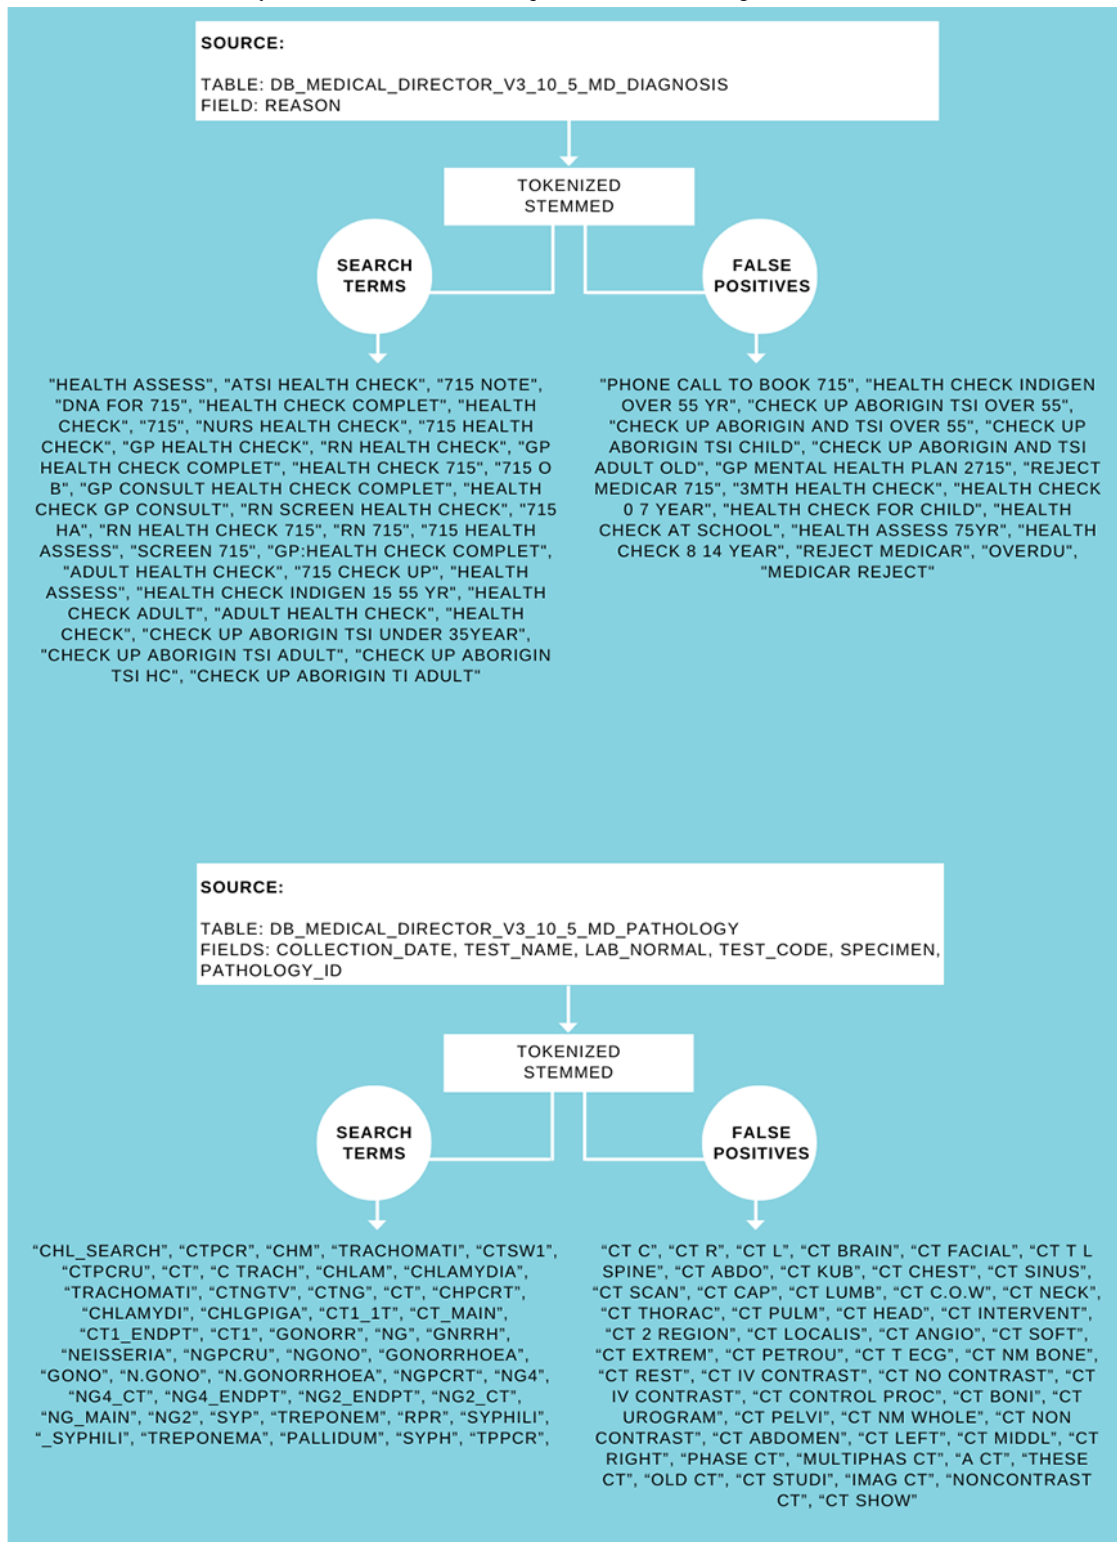 SOURCE:
TABLE: DB_MEDICAL_DIRECTOR_V3_10_5_MD_DIAGNOSIS
FIELD: REASON
TOKENIZED
STEMMED
SEARCH
TERMS
"HEALTH ASSESS", "ATSI HEALTH CHECK", "715 NOTE",
"DNA FOR 715", "HEALTH CHECK COMPLET", "HEALTH
CHECK", "715", "NURS HEALTH CHECK", "715 HEALTH
CHECK", "GP HEALTH CHECK", "RN HEALTH CHECK", "GP
HEALTH CHECK COMPLET", "HEALTH CHECK 715", "715 O
B", "GP CONSULT HEALTH CHECK COMPLET", "HEALTH
CHECK GP CONSULT", "RN SCREEN HEALTH CHECK", "715
HA", "RN HEALTH CHECK 715", "RN 715", "715 HEALTH
ASSESS", "SCREEN 715", "GP:HEALTH CHECK COMPLET",
"ADULT HEALTH CHECK", "715 CHECK UP", "HEALTH
ASSESS", "HEALTH CHECK INDIGEN 15 55 YR", "HEALTH
CHECK ADULT", "ADULT HEALTH CHECK", "HEALTH
CHECK", "CHECK UP ABORIGIN TSI UNDER 35YEAR",
"CHECK UP ABORIGIN TSI ADULT", "CHECK UP ABORIGIN
TSI HC", "CHECK UP ABORIGIN TI ADULT"
FALSE
POSITIVES
"PHONE CALL TO BOOK 715", "HEALTH CHECK INDIGEN
OVER 55 YR", "CHECK UP ABORIGIN TSI OVER 55",
"CHECK UP ABORIGIN AND TSI OVER 55", "CHECK UP
ABORIGIN TSI CHILD", "CHECK UP ABORIGIN AND TSI
ADULT OLD", "GP MENTAL HEALTH PLAN 2715", "REJECT
MEDICAR 715", "3MTH HEALTH CHECK", "HEALTH CHECK
0 7 YEAR", "HEALTH CHECK FOR CHILD", "HEALTH
CHECK AT SCHOOL", "HEALTH ASSESS 75YR", "HEALTH
CHECK 8 14 YEAR", "REJECT MEDICAR", "OVERDU",
"MEDICAR REJECT"
SOURCE:
TABLE: DB_MEDICAL_DIRECTOR_V3_10_5_MD_PATHOLOGY
FIELDS: COLLECTION_DATE, TEST_NAME, LAB_NORMAL, TEST_CODE, SPECIMEN,
PATHOLOGY_ID
TOKENIZED
STEMMED
SEARCH
TERMS
“CHL_SEARCH”, “CTPCR”, “CHM”, “TRACHOMATI”, “CTSW1”,
“CTPCRU”, “CT”, “C TRACH”, “CHLAM”, “CHLAMYDIA”,
“TRACHOMATI”, “CTNGTV”, “CTNG”, “CT”, “CHPCRT”,
“CHLAMYDI”, “CHLGPIGA”, “CT1_1T”, “CT_MAIN”,
“CT1_ENDPT”, “CT1”, “GONORR”, “NG”, “GNRRH”,
“NEISSERIA”, “NGPCRU”, “NGONO”, “GONORRHOEA”,
“GONO”, “N.GONO”, “N.GONORRHOEA”, “NGPCRT”, “NG4”,
“NG4_CT”, “NG4_ENDPT”, “NG2_ENDPT”, “NG2_CT”,
“NG_MAIN”, “NG2”, “SYP”, “TREPONEM”, “RPR”, “SYPHILI”,
“_SYPHILI”, “TREPONEMA”, “PALLIDUM”, “SYPH”, “TPPCR”,
FALSE
POSITIVES
“CT C”, “CT R”, “CT L”, “CT BRAIN”, “CT FACIAL”, “CT T L
SPINE”, “CT ABDO”, “CT KUB”, “CT CHEST”, “CT SINUS”,
“CT SCAN”, “CT CAP”, “CT LUMB”, “CT C.O.W”, “CT NECK”,
“CT THORAC”, “CT PULM”, “CT HEAD”, “CT INTERVENT”,
“CT 2 REGION”, “CT LOCALIS”, “CT ANGIO”, “CT SOFT”,
“CT EXTREM”, “CT PETROU”, “CT T ECG”, “CT NM BONE”,
“CT REST”, “CT IV CONTRAST”, “CT NO CONTRAST”, “CT
IV CONTRAST”, “CT CONTROL PROC”, “CT BONI”, “CT
UROGRAM”, “CT PELVI”, “CT NM WHOLE”, “CT NON
CONTRAST”, “CT ABDOMEN”, “CT LEFT”, “CT MIDDL”, “CT
RIGHT”, “PHASE CT”, “MULTIPHAS CT”, “A CT”, “THESE
CT”, “OLD CT”, “CT STUDI”, “IMAG CT”, “NONCONTRAST
CT”, “CT SHOW”